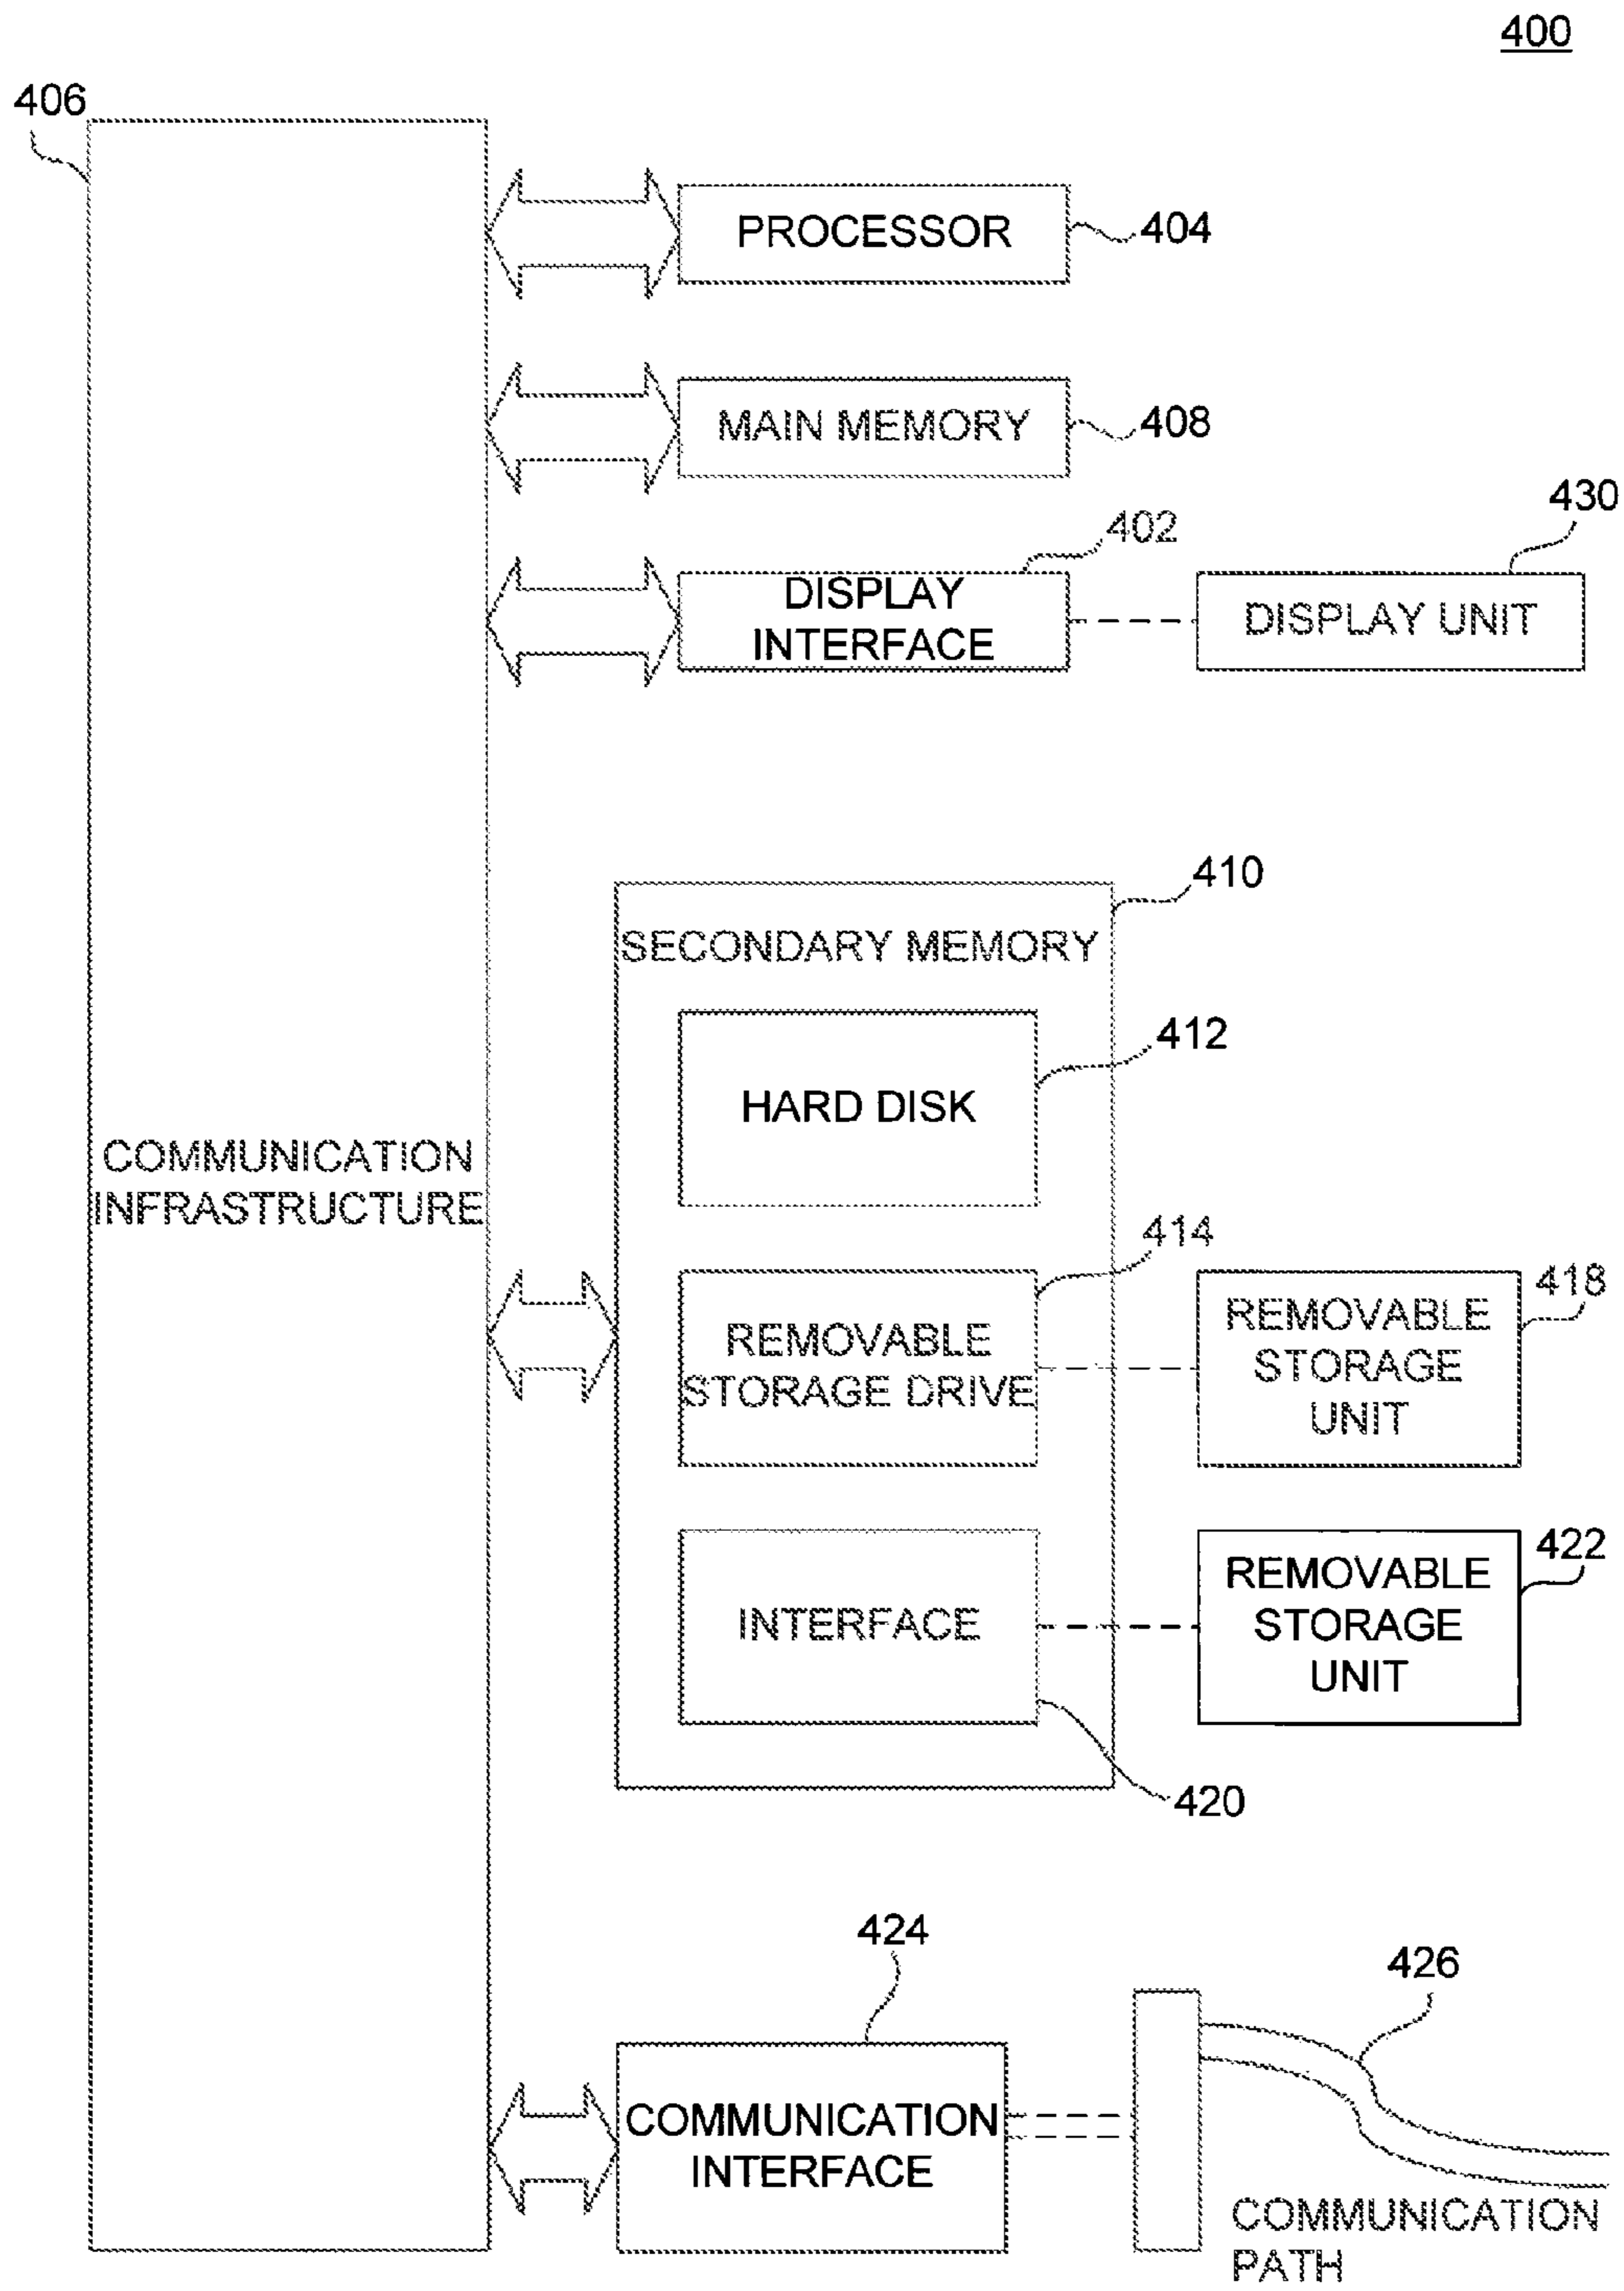 400
406
PROCESSOR
404
MAIN MEMORY
408
402
430
DISPLAY
INTERFACE
DISPLAY UNIT
410
SECONDARY MEMORY
412
HARD DISK
COMMUNICATION
INFRASTRUCTURE
414
418
REMOVABLE
STORAGE DRIVE
REMOVABLE
STORAGE
UNIT
422
INTERFACE
REMOVABLE
STORAGE
UNIT
420
424
426
COMMUNICATION
INTERFACE
COMMUNICATION
PATH